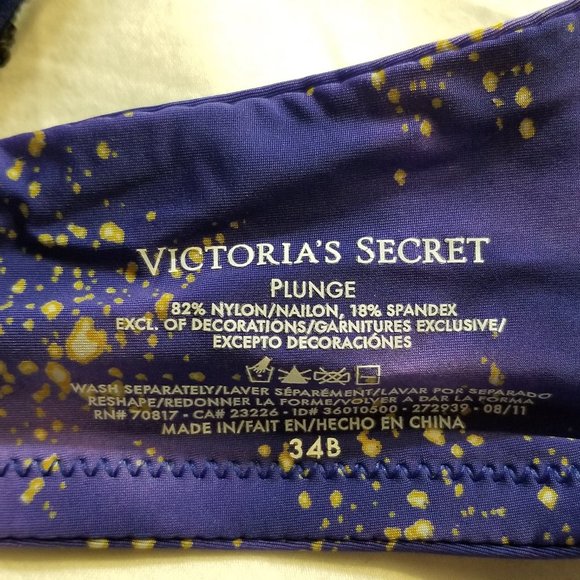 VICTORIA'S SECRET
PLUNGE
82% NYLON/NAILON, 18% SPANDEX
EXCL. OF DECORATIONS/GARNITURES EXCLUSIVE/
EXCEPTO DECORACIÓNES
WASH SEPARATELY/LAVER SÉPARÉMENT/LAVAR POR SEPARADO
RESHAPE/REDONNER LA FORME/VOLVER A DAR LA FORMA
RN# 70817 - CA# 23226 - ID# 36010500 - 272939 - 08/11
MADE IN/FAIT EN/HECHO EN CHINA
34B